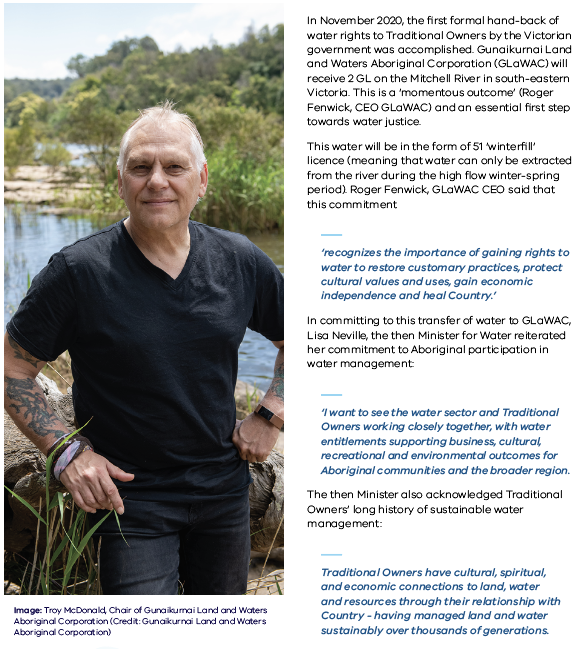 In November 2020, the first formal hand-back of
water rights to Traditional Owners by the Victorian
government was accomplished. Gunaikurnai Land
and Waters Aboriginal Corporation (GLaWAC) will
receive 2 GL on the Mitchell River in south-eastern
Victoria. This is a ‘momentous outcome’ (Roger
Fenwick, CEO GLaWAC) and an essential first step
towards water justice.
This water will be in the form of 51 ‘winterfill’
licence (meaning that water can only be extracted
from the river during the high flow winter-spring
period). Roger Fenwick, GLaWAC CEO said that
this commitment
‘recognizes the importance of gaining rights to
water to restore customary practices, protect
cultural values and uses, gain economic
independence and heal Country.’
In committing to this transfer of water to GLaWAC,
Lisa Neville, the then Minister for Water reiterated
her commitment to Aboriginal participation in
water management:
‘I want to see the water sector and Traditional
Owners working closely together, with water
entitlements supporting business, cultural,
recreational and environmental outcomes for
Aboriginal communities and the broader region.
The then Minister also acknowledged Traditional
Owners’ long history of sustainable water
management:
Traditional Owners have cultural, spiritual,
and economic connections to land, water
and resources through their relationship with
Country - having managed land and water
sustainably over thousands of generations.
Image: Troy McDonald, Chair of Gunaikurnai Land and Waters
Aboriginal Corporation (Credit: Gunaikurnai Land and Waters
Aboriginal Corporation)